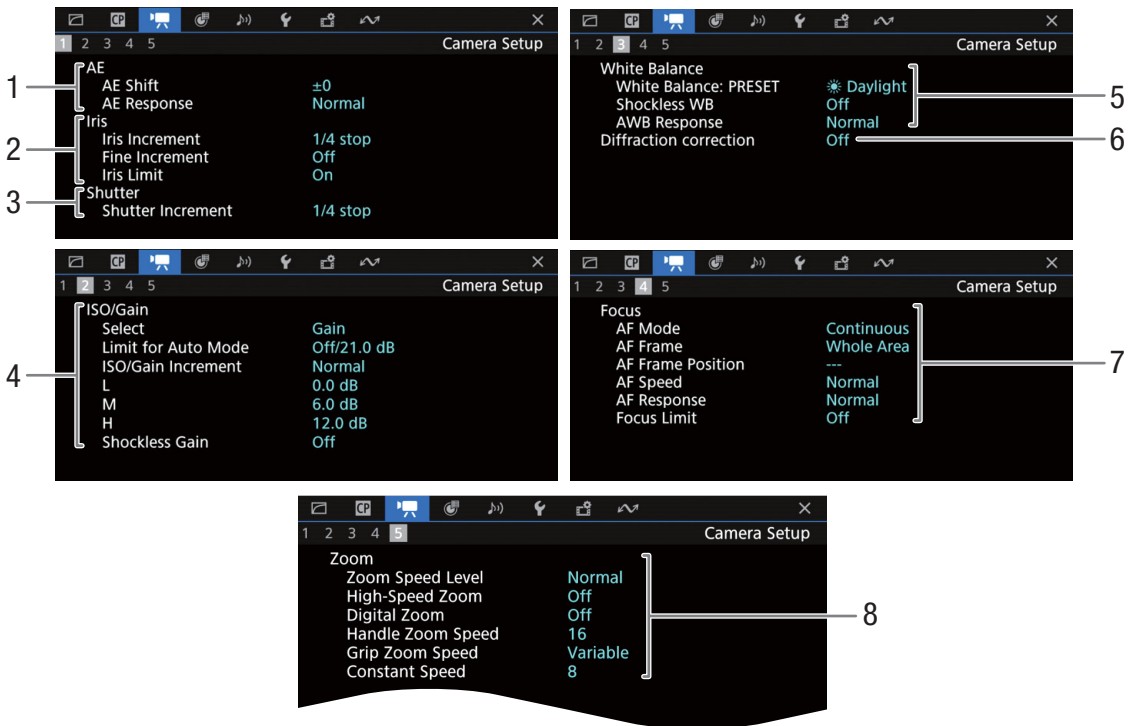 CP
1 2 3 4 5 Camera Setup
1
AE
AE Shift ±0
AE Response Normal
2
Iris
Iris Increment 1/4 stop
Fine Increment Off
Iris Limit On
3
Shutter
Shutter Increment 1/4 stop
CP
1 2 3 4 5 Camera Setup
White Balance
White Balance: PRESET Daylight
Shockless WB Off
AWB Response Normal
5
Diffraction correction Off
6
CP
1 2 3 4 5 Camera Setup
4
ISO/Gain
Select Gain
Limit for Auto Mode Off/21.0 dB
ISO/Gain Increment Normal
L 0.0 dB
M 6.0 dB
H 12.0 dB
Shockless Gain Off
CP
1 2 3 4 5 Camera Setup
Focus
AF Mode Continuous
AF Frame Whole Area
AF Frame Position ---
AF Speed Normal
AF Response Normal
Focus Limit Off
7
CP
1 2 3 4 5 Camera Setup
Zoom
Zoom Speed Level Normal
High-Speed Zoom Off
Digital Zoom Off
Handle Zoom Speed 16
Grip Zoom Speed Variable
Constant Speed 8
8